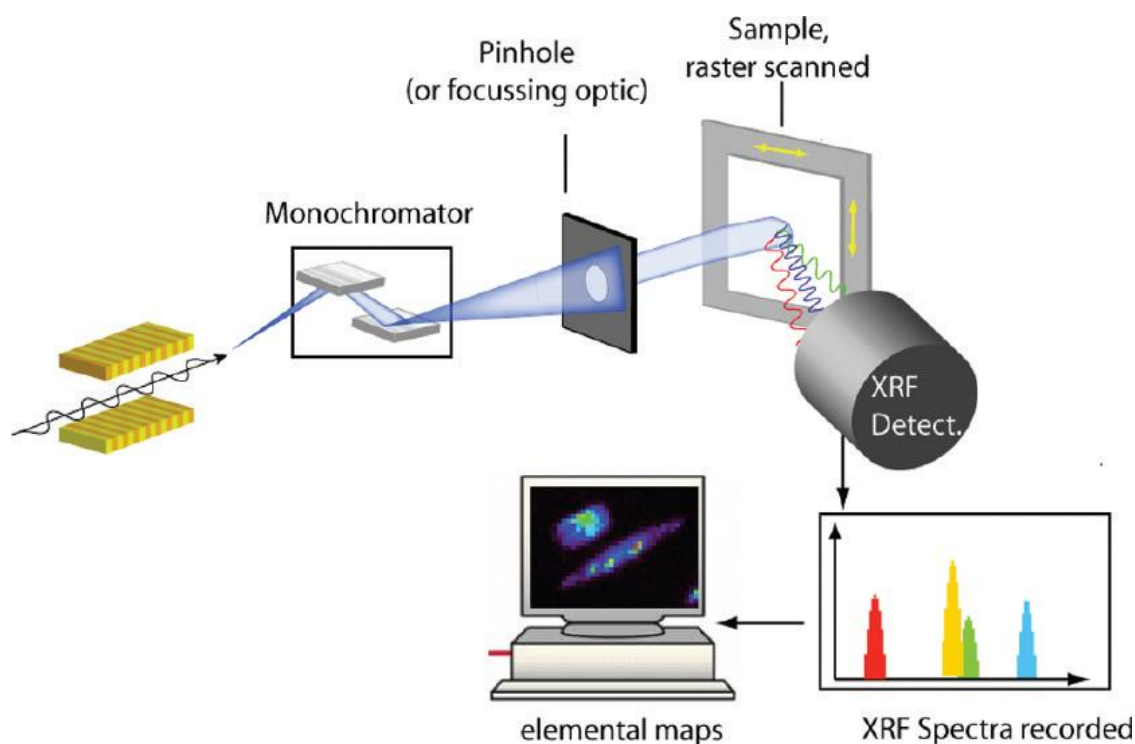 Sample,
raster scanned
Pinhole
(or focussing optic)
Monochromator
XRF
Detect.
elemental maps
XRF Spectra recorded